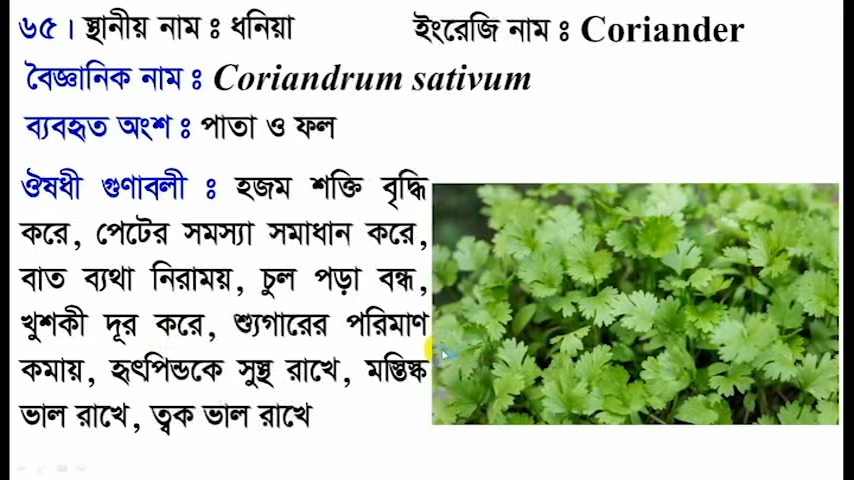 ৬৫। স্থানীয় নাম ঃ ধনিয়া ইংরেজি নাম ঃ Coriander
বৈজ্ঞানিক নাম ঃ Coriandrum sativum
ব্যবহৃত অংশ ঃ পাতা ও ফল
ঔষধী গুণাবলী ঃ হজম শক্তি বৃদ্ধি
করে, পেটের সমস্যা সমাধান করে,
বাত ব্যথা নিরাময়, চুল পড়া বন্ধ,
খুশকী দূর করে, শ্যুগারের পরিমাণ
কমায়, হৃৎপিন্ডকে সুস্থ রাখে, মস্তিষ্ক
ভাল রাখে, ত্বক ভাল রাখে